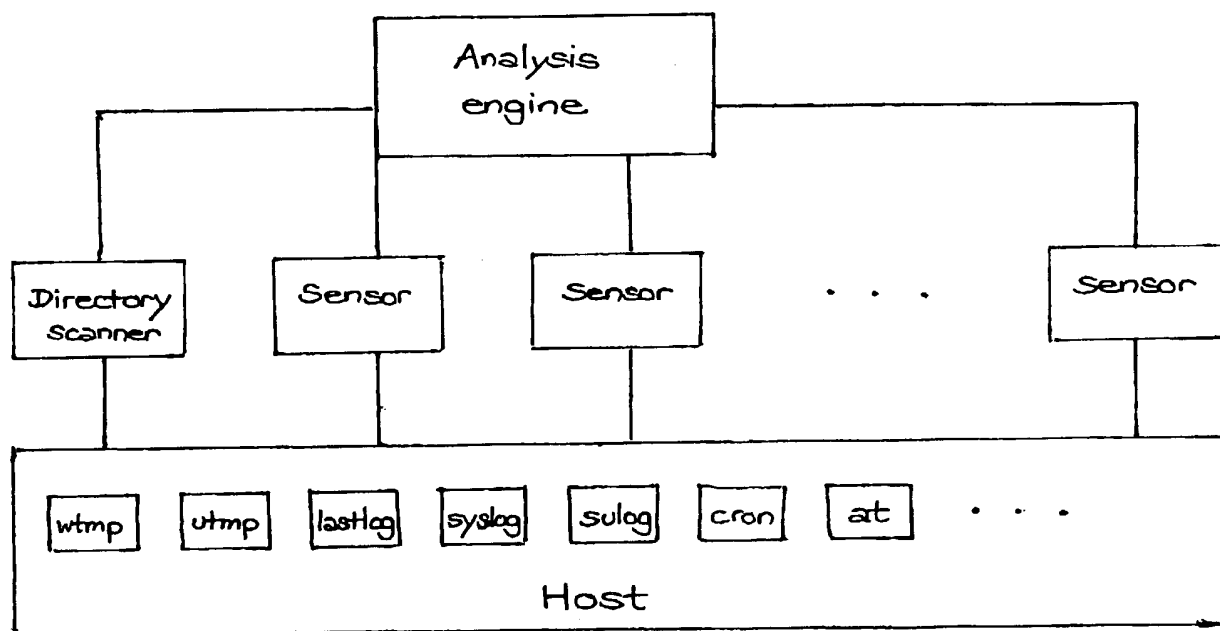 Analysis
engine
Directory
scanner
Sensor
Sensor
. . .
Sensor
wtmp
utmp
lastlog
syslog
sulog
cron
at
. . .
Host